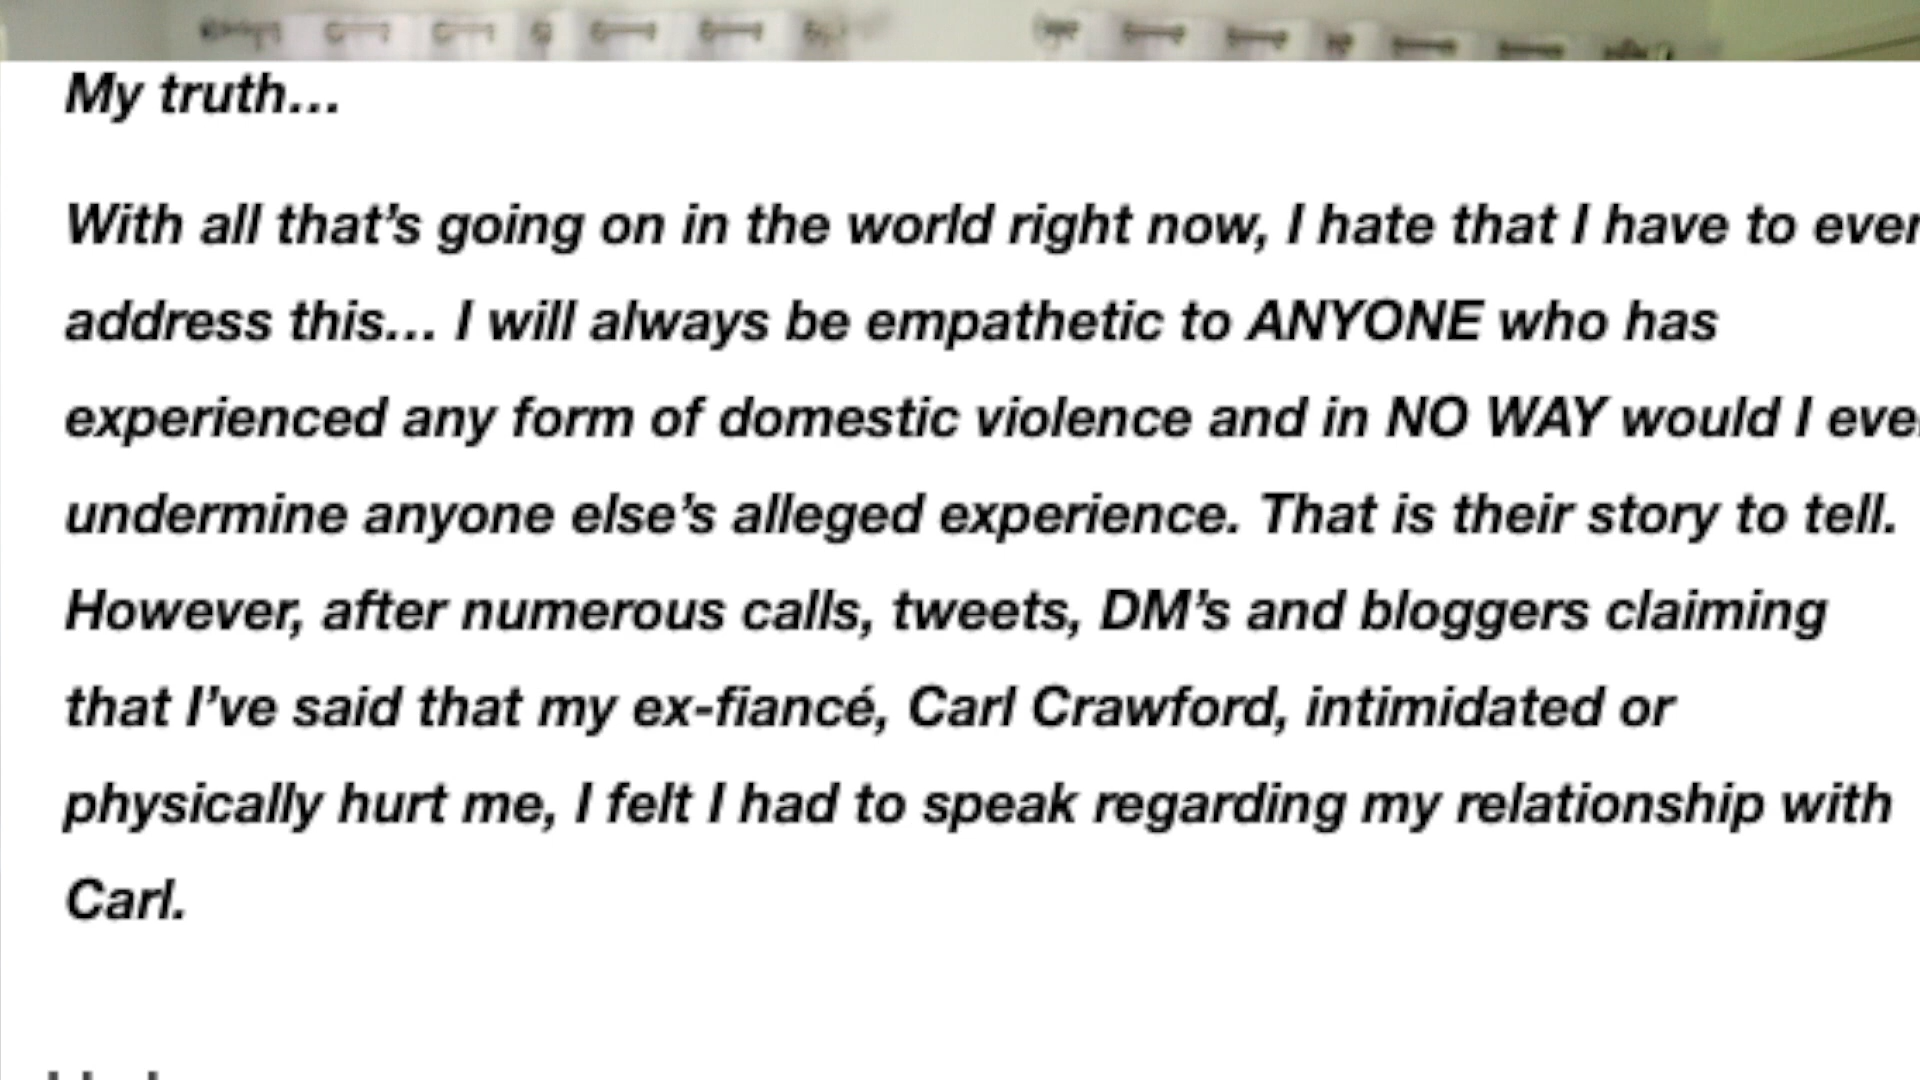 My truth...
With all that's going on in the world right now, I hate that I have to even
address this... I will always be empathetic to ANYONE who has
experienced any form of domestic violence and in NO WAY would I ever
undermine anyone else's alleged experience. That is their story to tell.
However, after numerous calls, tweets, DM's and bloggers claiming
that I've said that my ex-fiancé, Carl Crawford, intimidated or
physically hurt me, I felt I had to speak regarding my relationship with
Carl.